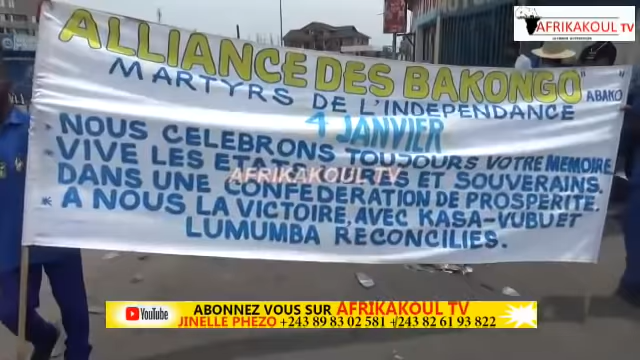 AFRIKAKOUL TV
ALLIANCE DES BAKONGO" "ABAKO"
MARTYRS DE L'INDEPENDANCE
4 JANVIER
* NOUS CELEBRONS TOUJOURS VOTRE MEMOIRE.
VIVE LES ETATS LIBRES ET SOUVERAINS.
DANS UNE CONFEDERATION DE PROSPERITE.
* A NOUS LA VICTOIRE, AVEC KASA-VUBU ET
LUMUMBA RECONCILIES.
AFRIKAKOUL TV
YouTube
ABONNEZ VOUS SUR AFRIKAKOUL TV
JINELLE PHEZO +243 89 83 02 581 +243 82 61 93 822